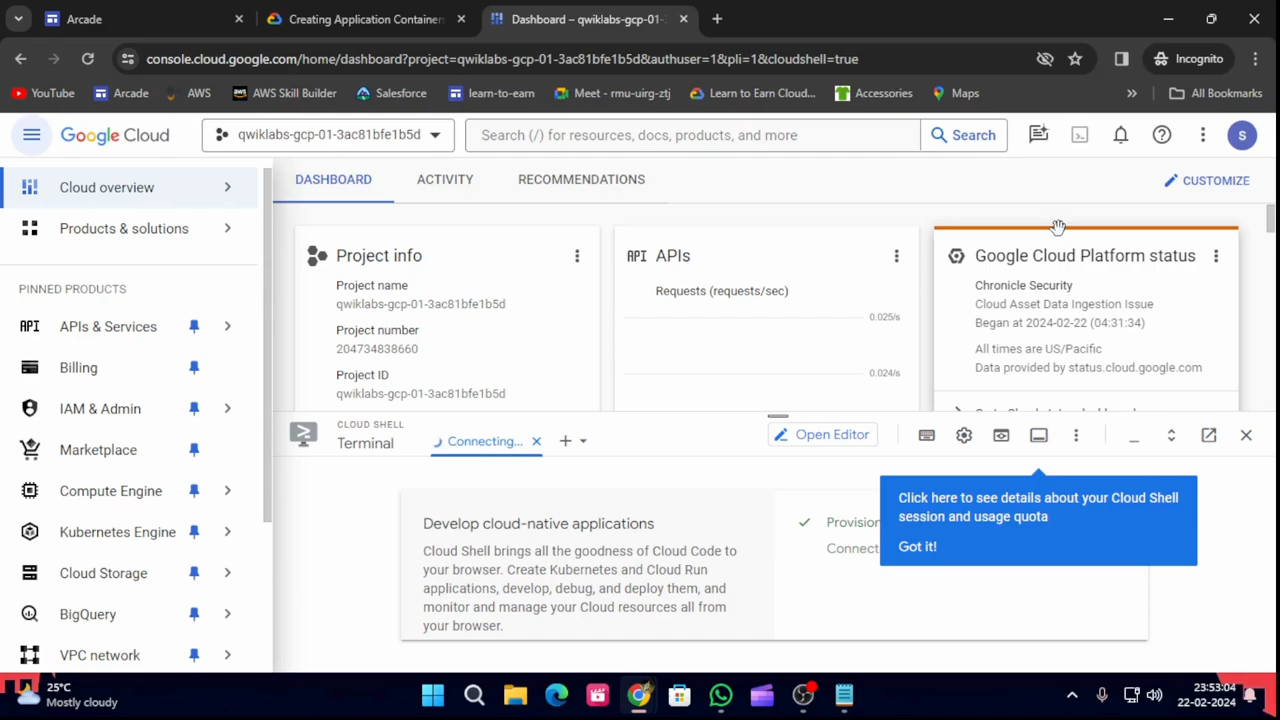 Arcade
Creating Application Containers
Dashboard – qwiklabs-gcp-01-
console.cloud.google.com/home/dashboard?project=qwiklabs-gcp-01-3ac81bfe1b5d&authuser=1&pli=1&cloudshell=true
Incognito
YouTube
Arcade
AWS
AWS Skill Builder
Salesforce
learn-to-earn
Meet - rmu-uirg-ztj
Learn to Earn Cloud...
Accessories
Maps
All Bookmarks
Google Cloud
qwiklabs-gcp-01-3ac81bfe1b5d
Search (/) for resources, docs, products, and more
Search
S
Cloud overview
Products & solutions
PINNED PRODUCTS
APIs & Services
Billing
IAM & Admin
Marketplace
Compute Engine
Kubernetes Engine
Cloud Storage
BigQuery
VPC network
DASHBOARD
ACTIVITY
RECOMMENDATIONS
CUSTOMIZE
Project info
Project name
qwiklabs-gcp-01-3ac81bfe1b5d
Project number
204734838660
Project ID
qwiklabs-gcp-01-3ac81bfe1b5d
API APIs
Requests (requests/sec)
0.025/s
0.024/s
Google Cloud Platform status
Chronicle Security
Cloud Asset Data Ingestion Issue
Began at 2024-02-22 (04:31:34)
All times are US/Pacific
Data provided by status.cloud.google.com
CLOUD SHELL
Terminal
Connecting...
Open Editor
Develop cloud-native applications
Cloud Shell brings all the goodness of Cloud Code to
your browser. Create Kubernetes and Cloud Run
applications, develop, debug, and deploy them, and
monitor and manage your Cloud resources all from
your browser.
Provision
Connect
Click here to see details about your Cloud Shell
session and usage quota
Got it!
25°C
Mostly cloudy
23:53:04
22-02-2024